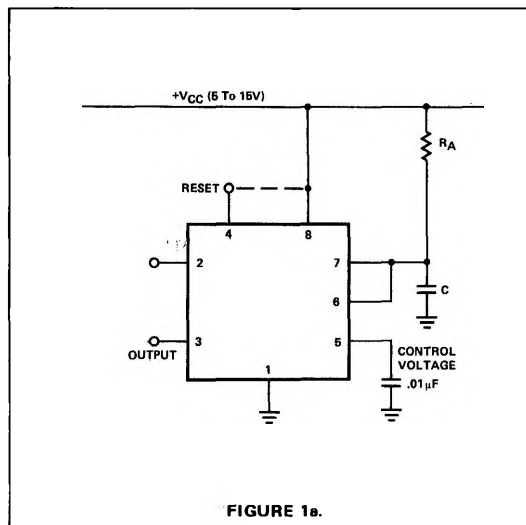 +VCC (5 To 15V)
RA
RESET
4
8
2
7
C
6
3
5
OUTPUT
CONTROL
VOLTAGE
1
.01µF
FIGURE 1a.